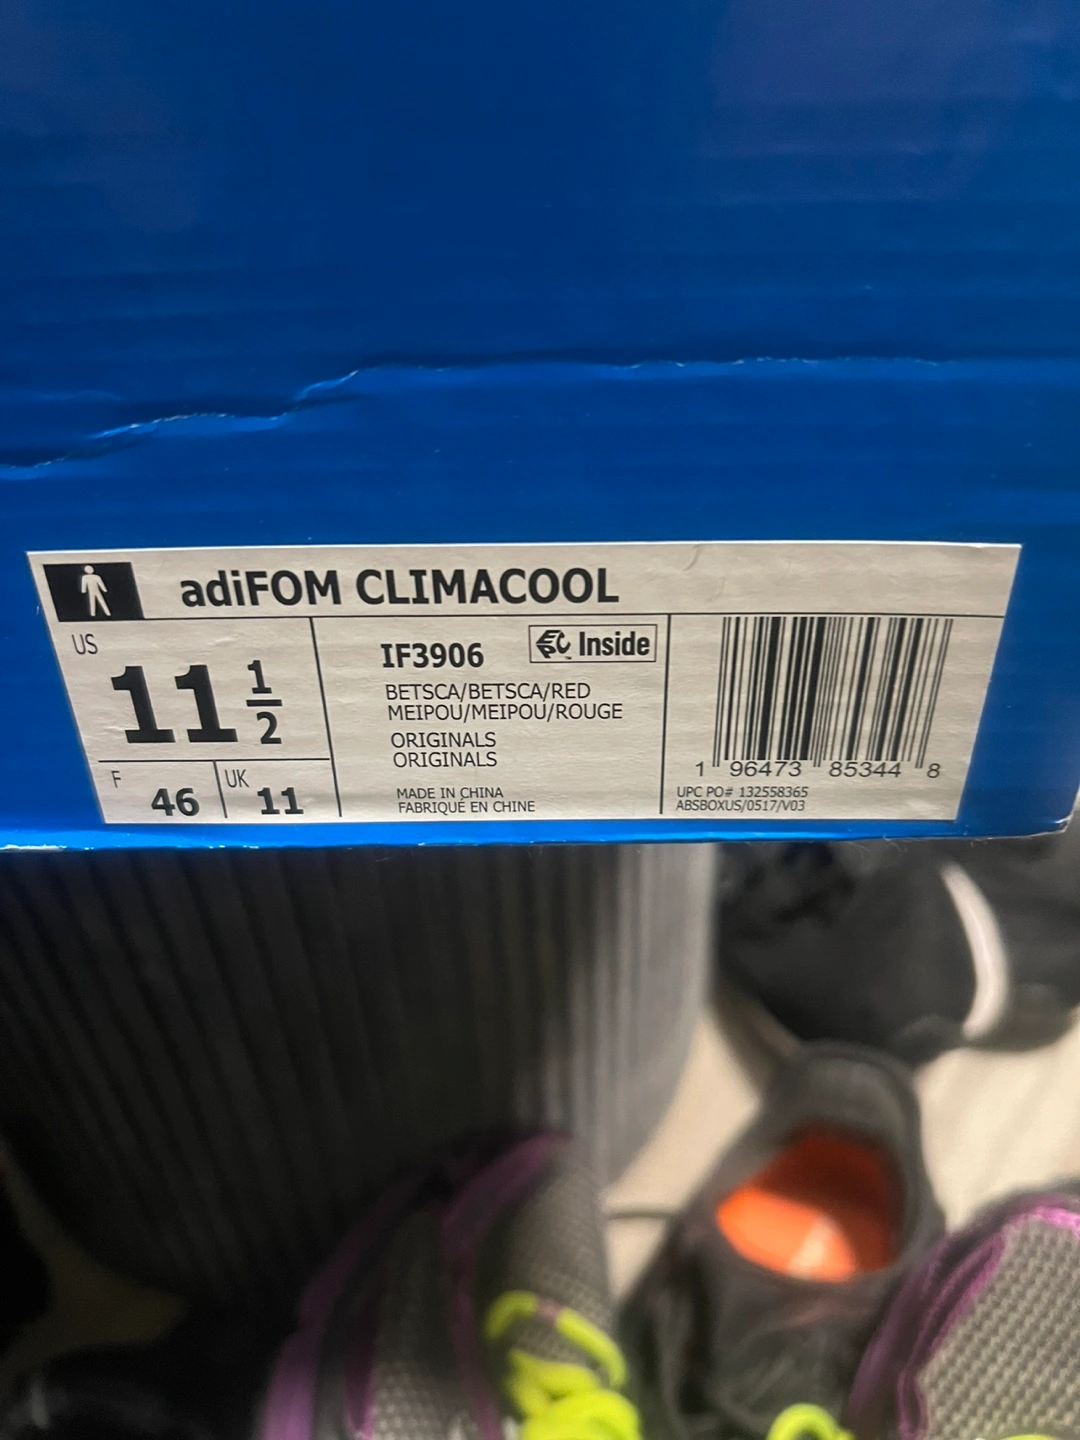 adiFOM CLIMACOOL
US
11 1/2
F 46
UK 11
IF3906
Inside
BETSCA/BETSCA/RED
MEIPOU/MEIPOU/ROUGE
ORIGINALS
ORIGINALS
MADE IN CHINA
FABRIQUÉ EN CHINE
1 96473 85344 8
UPC PO# 132558365
ABSBOXUS/0517/V03